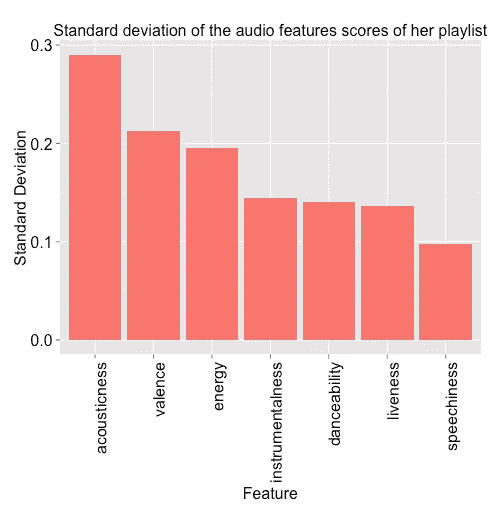 Standard deviation of the audio features scores of her playlist
0.3
0.2
0.1
0.0
Standard Deviation
acousticness
valence
energy
instrumentalness
danceability
liveness
speechiness
Feature